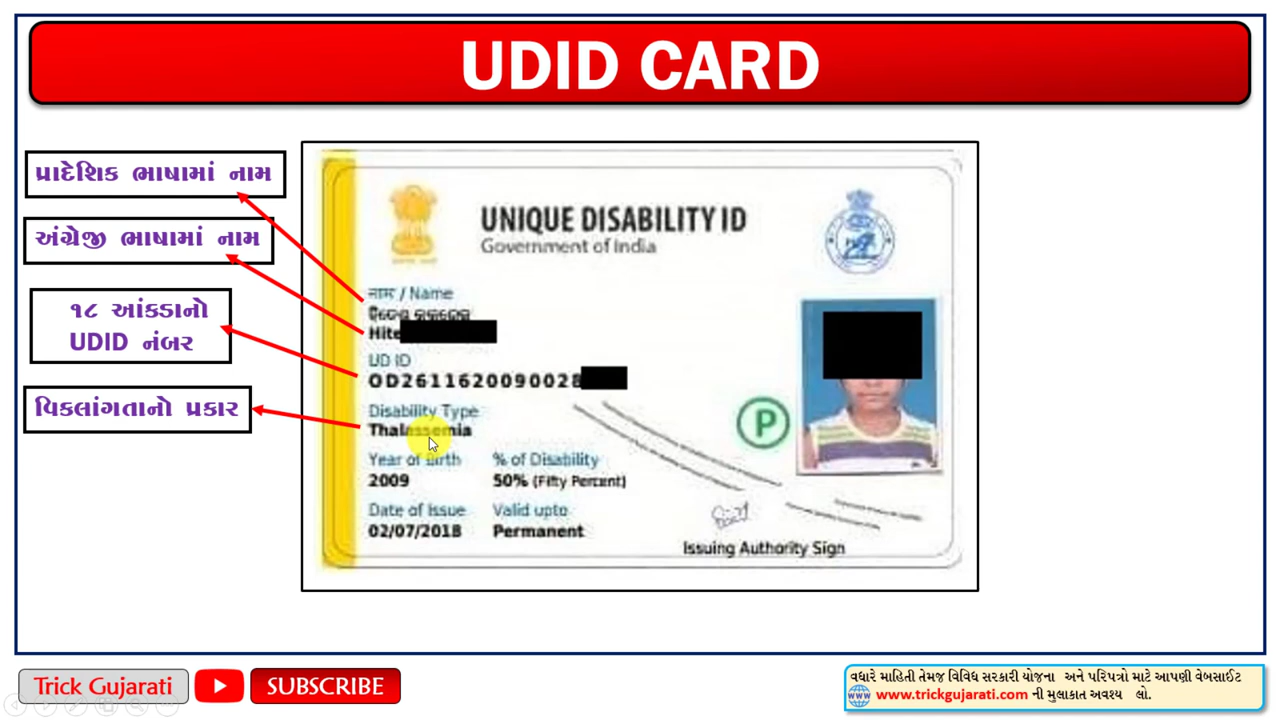 UDID CARD
પ્રાદેશિક ભાષામાં નામ
અંગ્રેજી ભાષામાં નામ
૧૮ આંકડાનો
UDID નંબર
વિકલાંગતાનો પ્રકાર
UNIQUE DISABILITY ID
Government of India
नाम / Name
Hite
UD ID
OD2611620090028
Disability Type
Thalassemia
Year of Birth % of Disability
2009 50% (Fifty Percent)
Date of Issue Valid upto
02/07/2018 Permanent
P
Issuing Authority Sign
Trick Gujarati SUBSCRIBE
વધારે માહિતી તેમજ વિવિધ સરકારી યોજના અને પરિપત્રો માટે આપણી વેબસાઈટ
www.trickgujarati.com ની મુલાકાત અવશ્ય લો.